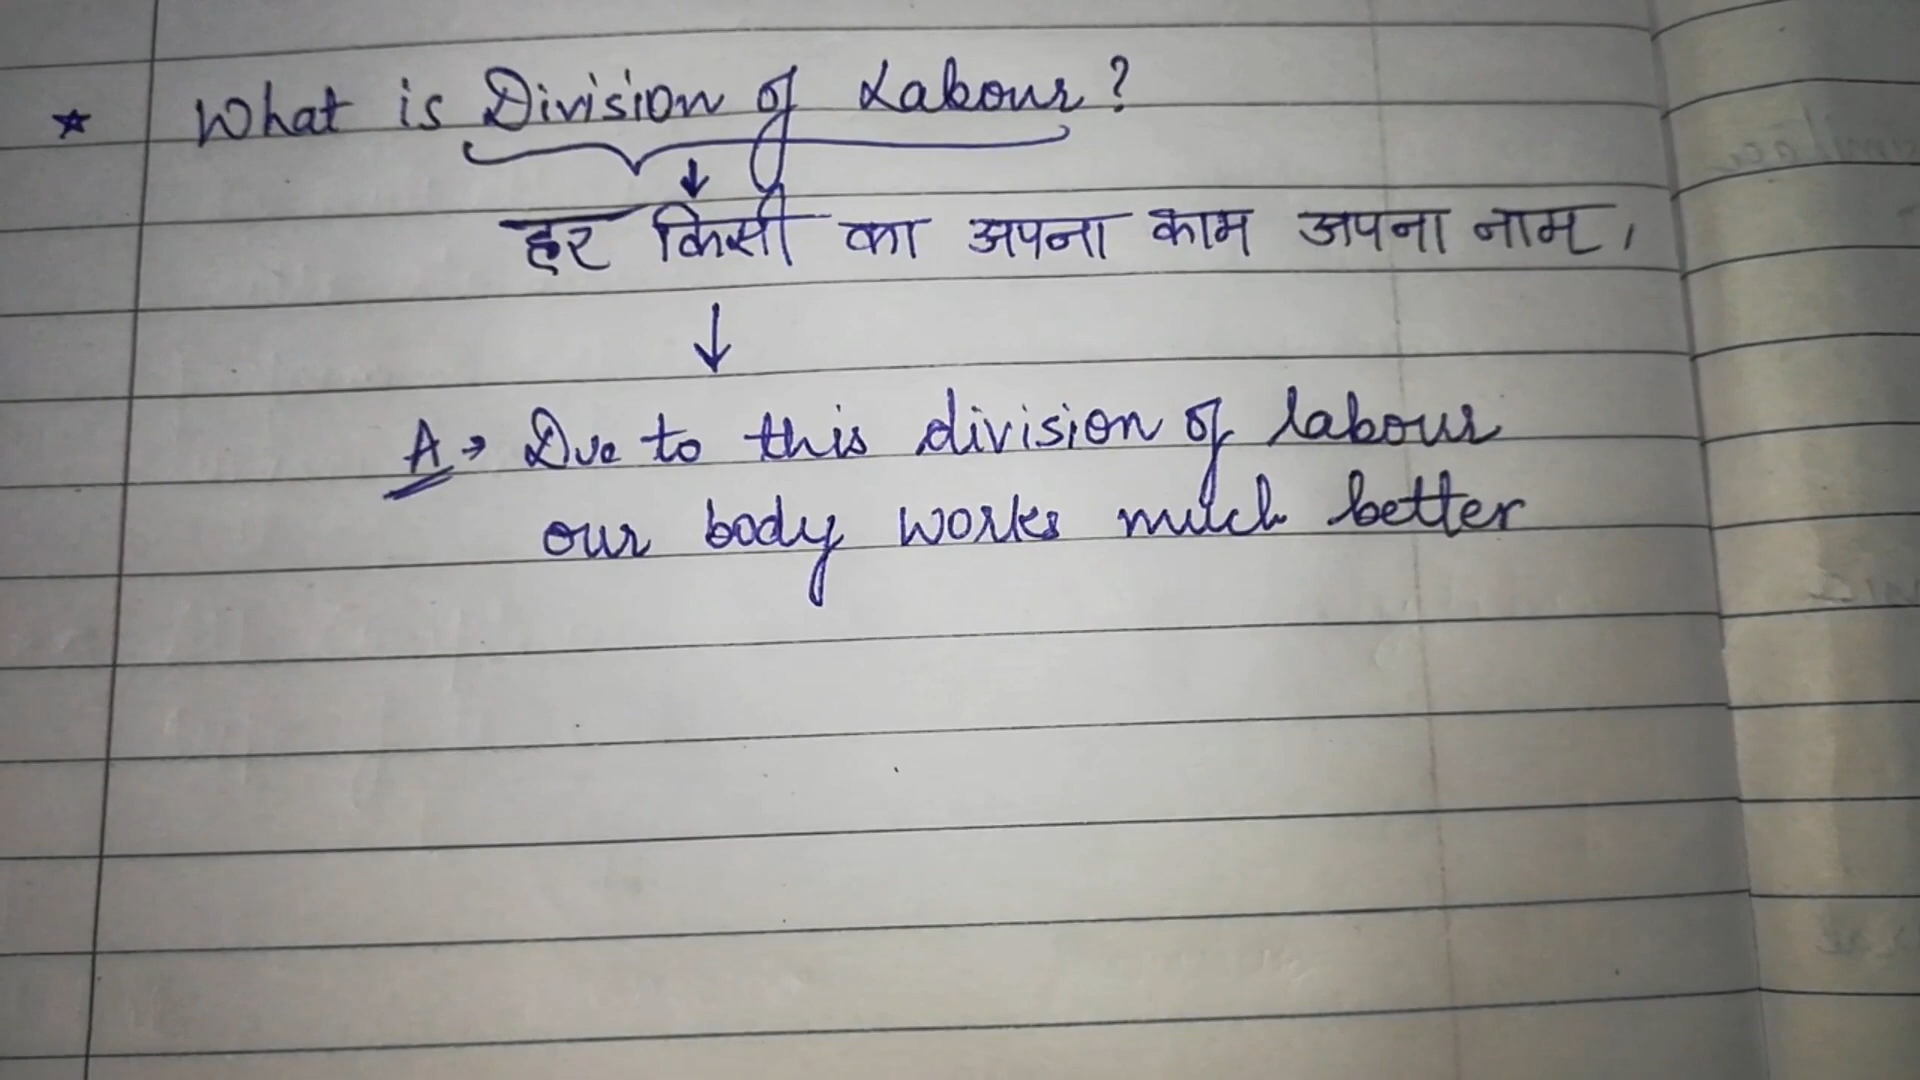 ★ What is Division of Labour?
↓
हर किसी का अपना काम अपना नाम,
↓
A → Due to this division of labour
our body works much better